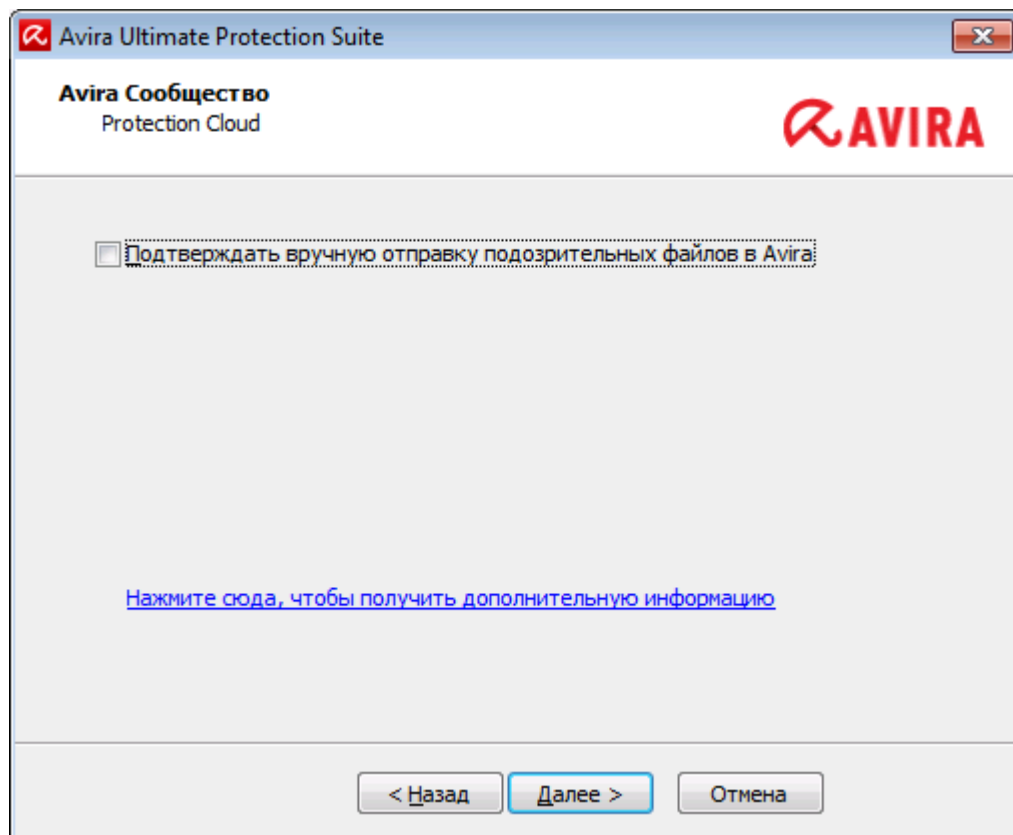 Avira Ultimate Protection Suite
Avira Сообщество
Protection Cloud
AVIRA
Подтверждать вручную отправку подозрительных файлов в Avira
Нажмите сюда, чтобы получить дополнительную информацию
< Назад
Далее >
Отмена